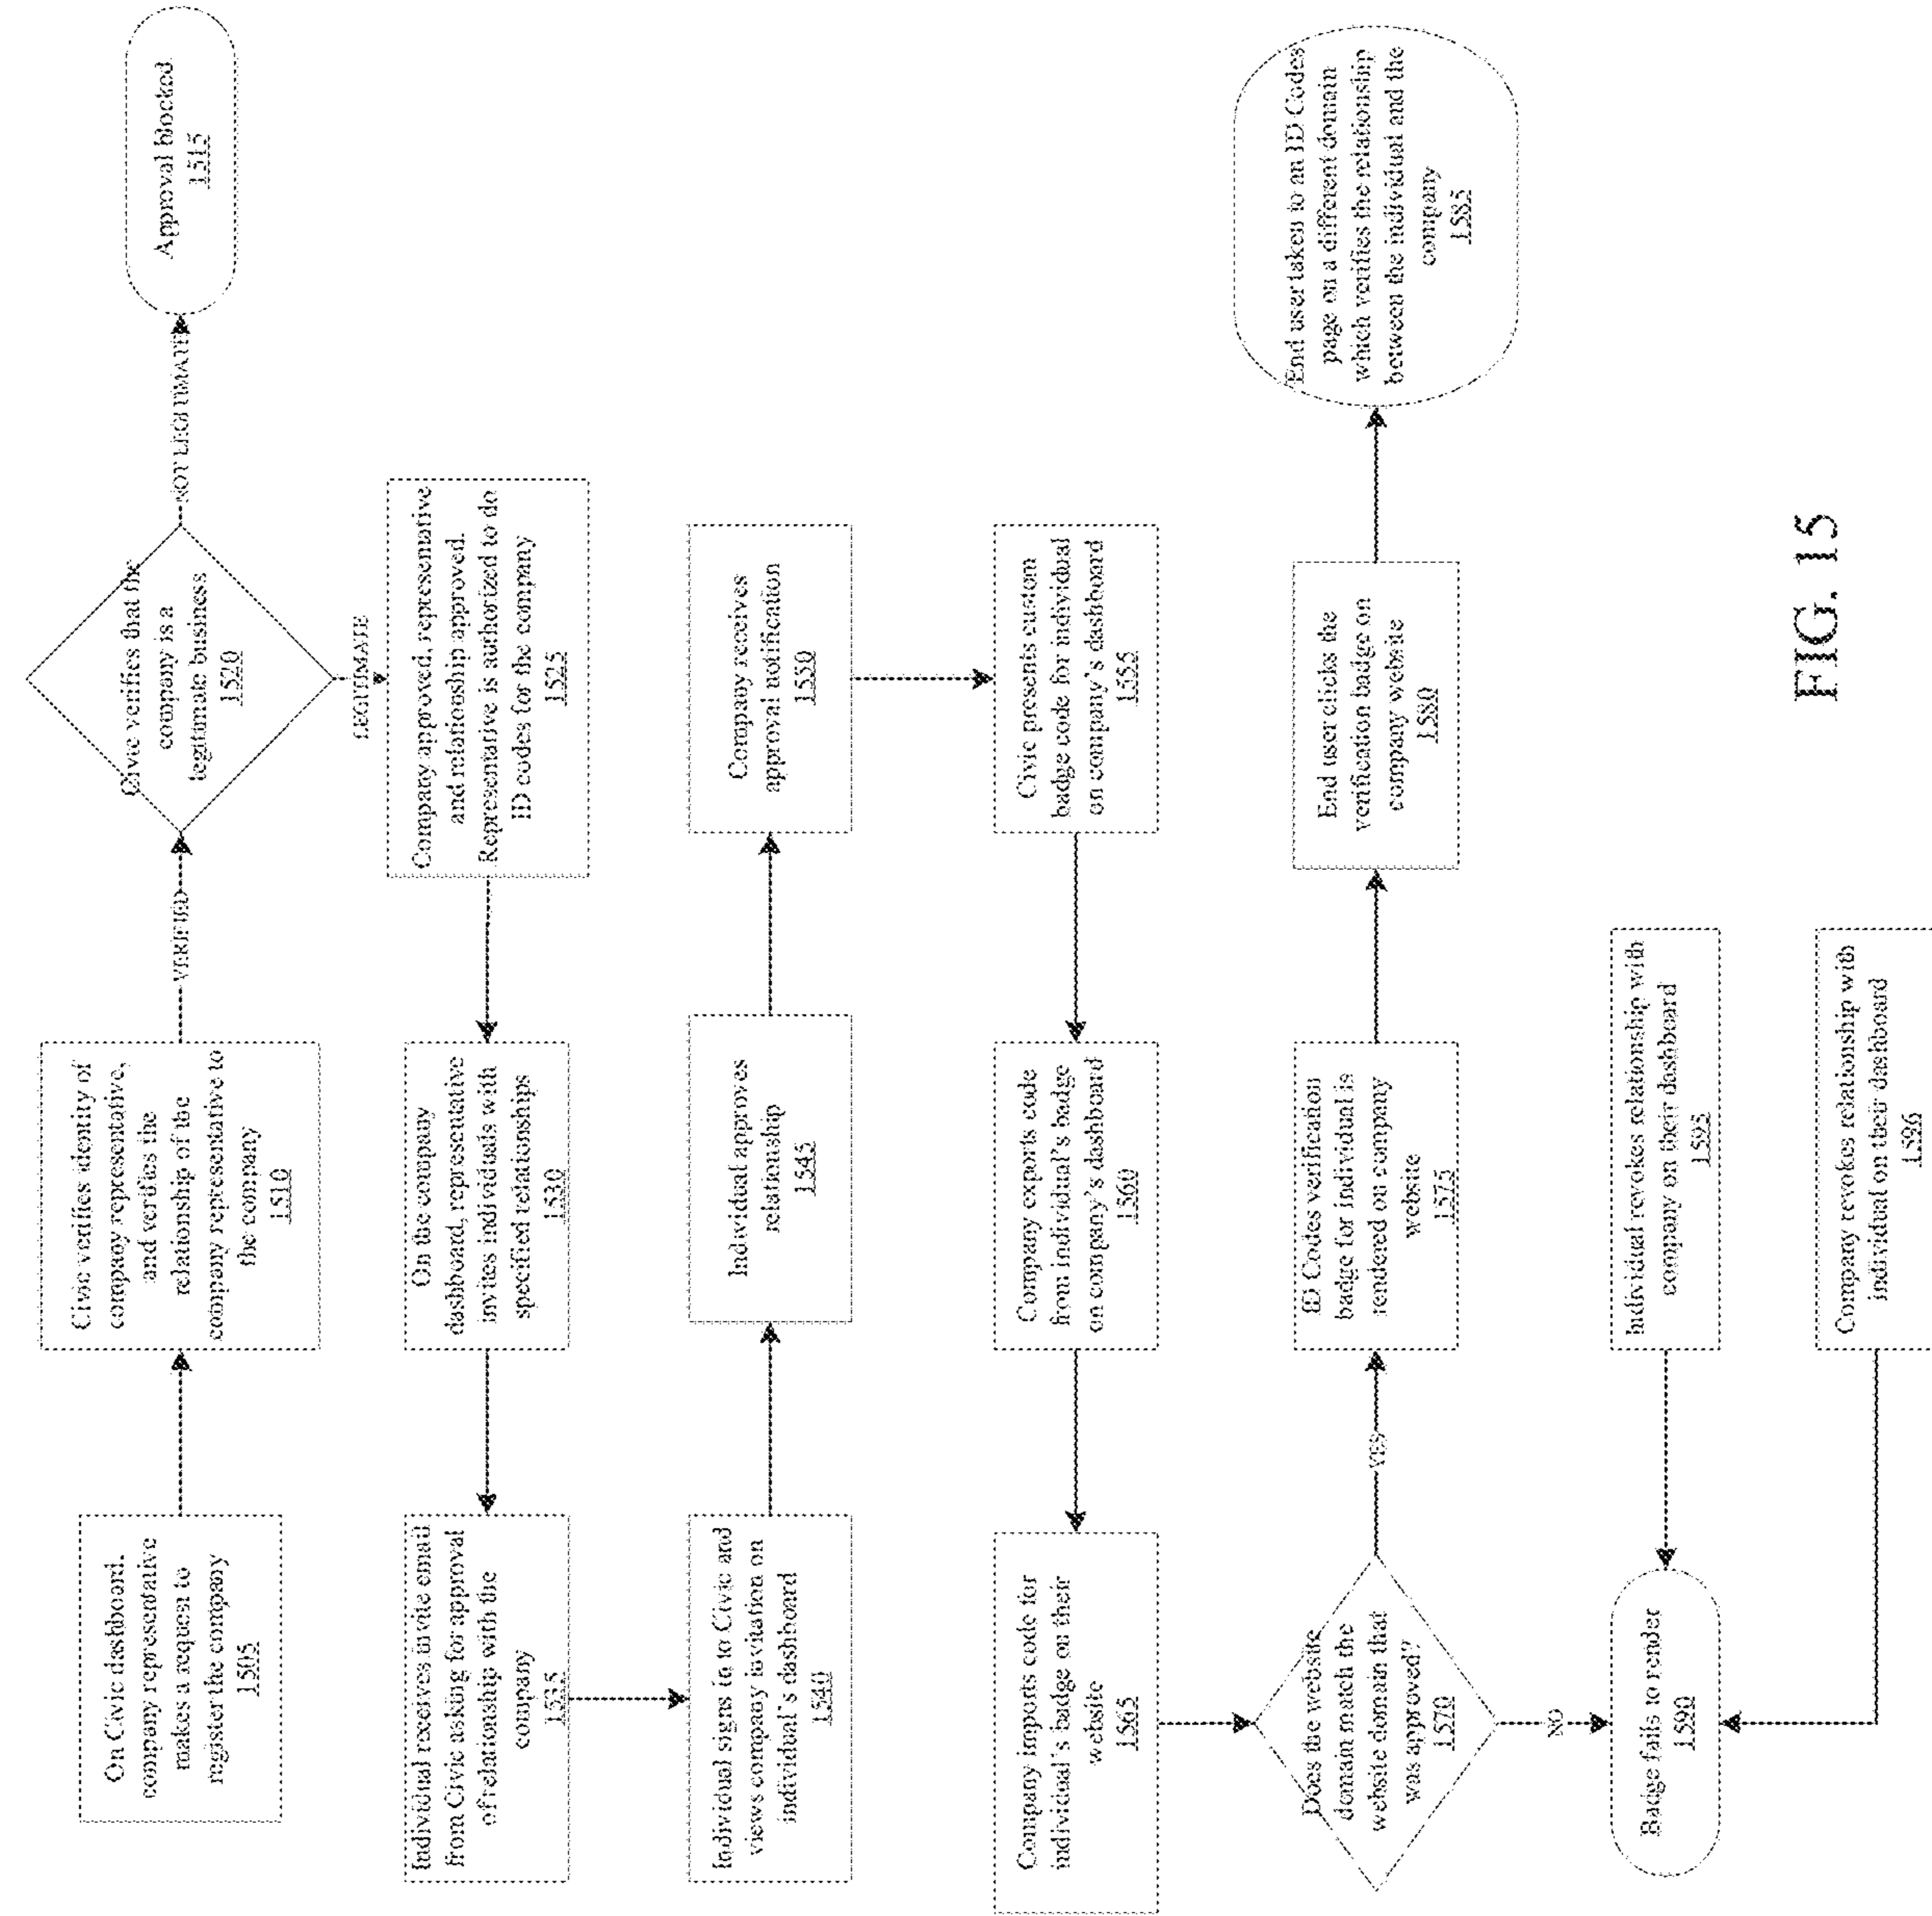 On Civic dashboard,
company representative
makes a request to
register the company
1505
Civic verifies identity of
company representative,
and verifies the
relationship of the
company representative to
the company
1510
VERIFIED
Civic verifies that the
company is a
legitimate business
1520
NOT LEGITIMATE
Approval blocked
1515
LEGITIMATE
Company approved, representative
and relationship approved.
Representative is authorized to do
ID codes for the company
1525
On the company
dashboard, representative
invites individuals with
specified relationships
1530
Individual receives invite email
from Civic asking for approval
of relationship with the
company
1535
Individual signs in to Civic and
views company invitation on
individual's dashboard
1540
Individual approves
relationship
1545
Company receives
approval notification
1550
Civic presents custom
badge code for individual
on company's dashboard
1555
Company exports code
from individual's badge
on company's dashboard
1560
Company imports code for
individual's badge on their
website
1565
Does the website
domain match the
website domain that
was approved?
1570
YES
ID Codes verification
badge for individual is
rendered on company
website
1575
End user clicks the
verification badge on
company website
1580
End user taken to an ID Codes
page on a different domain
which verifies the relationship
between the individual and the
company
1585
NO
Badge fails to render
1590
Individual revokes relationship with
company on their dashboard
1595
Company revokes relationship with
individual on their dashboard
1596
FIG. 15